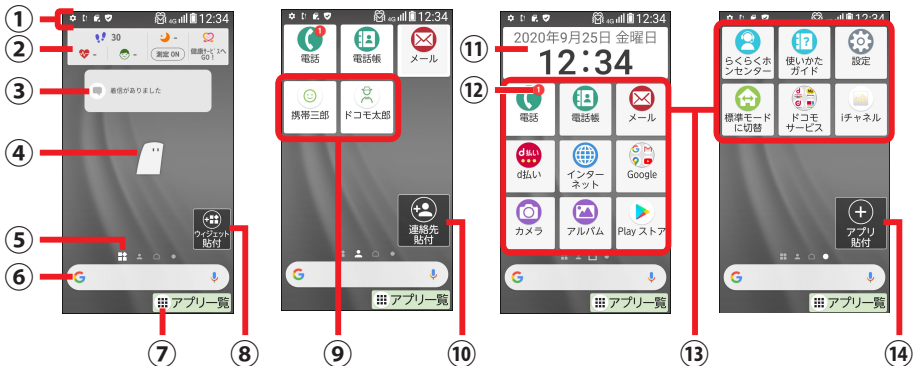 ①
②
③
④
⑤
⑥
⑦
⑧
4G 12:34
30
-
-
-
測定 ON
健康サービスへ
GO！
着信がありました
ウィジェット
貼付
アプリ一覧
4G 12:34
1
電話
電話帳
メール
携帯三郎
ドコモ太郎
連絡先
貼付
アプリ一覧
⑨
⑩
⑪
⑫
4G 12:34
2020年9月25日 金曜日
12:34
1
電話
電話帳
メール
d払い
d払い
インター
ネット
Google
カメラ
アルバム
Play ストア
アプリ一覧
⑬
4G 12:34
らくらくホ
ンセンター
使いかた
ガイド
設定
標準モード
に切替
ドコモ
サービス
iチャネル
アプリ
貼付
アプリ一覧
⑭